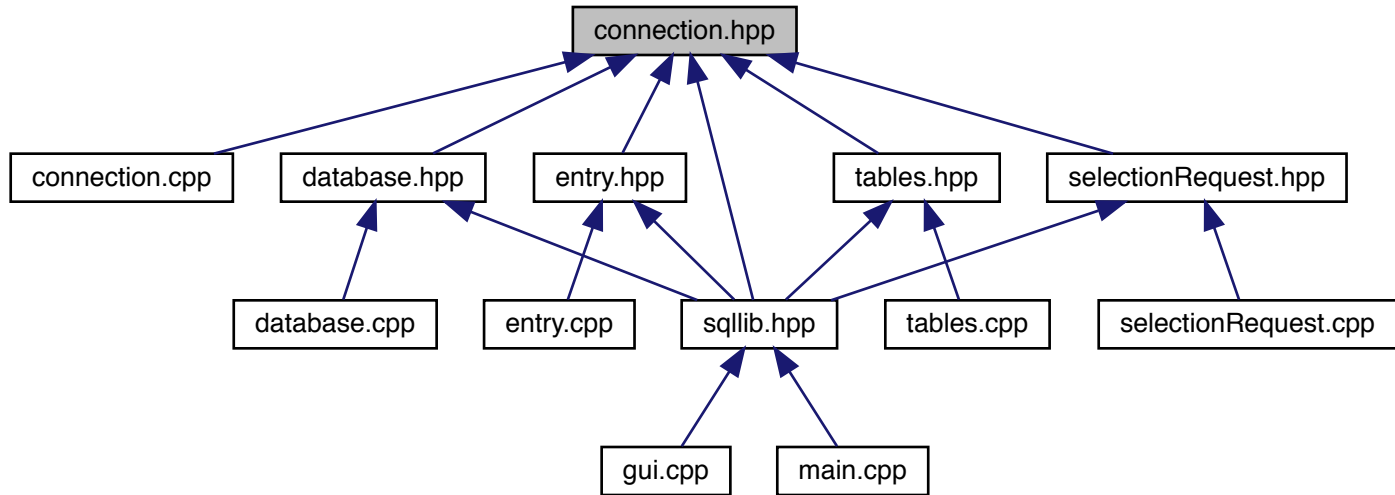 connection.hpp
connection.cpp
database.hpp
entry.hpp
tables.hpp
selectionRequest.hpp
database.cpp
entry.cpp
sqllib.hpp
tables.cpp
selectionRequest.cpp
gui.cpp
main.cpp